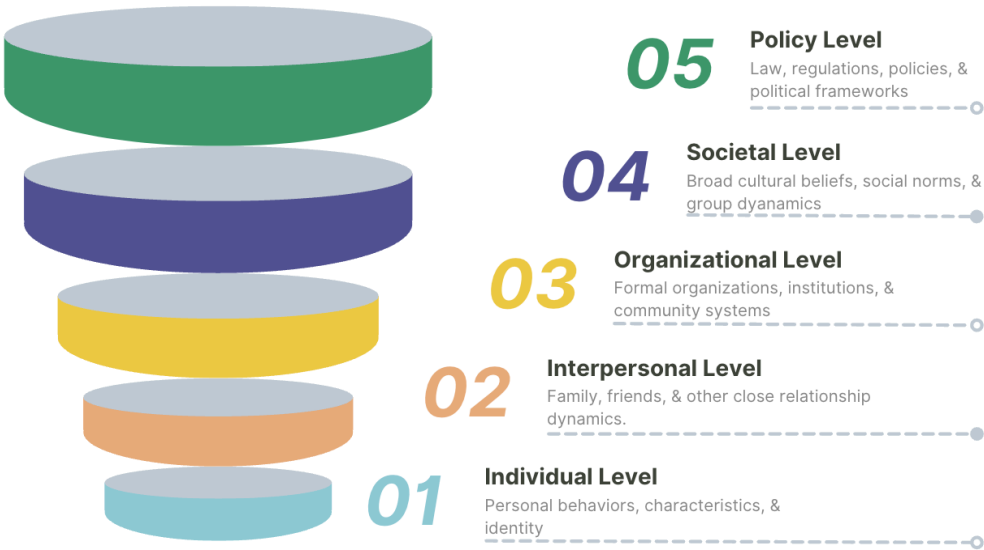 05
Policy Level
Law, regulations, policies, &
political frameworks
04
Societal Level
Broad cultural beliefs, social norms, &
group dyanamics
03
Organizational Level
Formal organizations, institutions, &
community systems
02
Interpersonal Level
Family, friends, & other close relationship
dynamics.
01
Individual Level
Personal behaviors, characteristics, &
identity